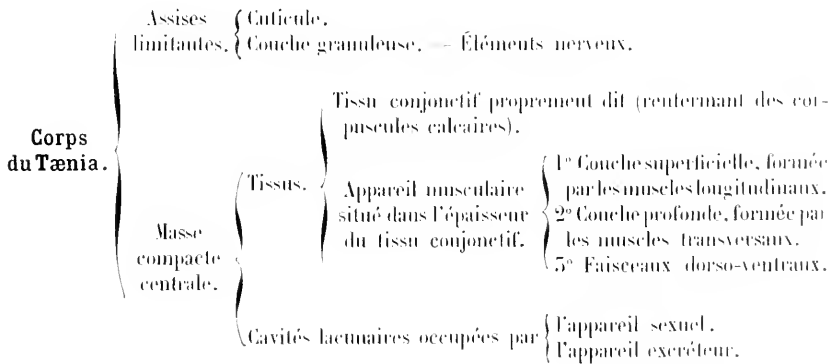 Assises
limitantes.
Cuticule.
Couche granuleuse. — Éléments nerveux.
Corps
du Tænia.
Masse
compacte
centrale.
Tissus.
Tissu conjonctif proprement dit (renfermant des cor-
puscules calcaires).
Appareil musculaire
situé dans l'épaisseur
du tissu conjonctif.
1° Couche superficielle, formée
par les muscles longitudinaux.
2° Couche profonde, formée par
les muscles transversaux.
3° Faisceaux dorso-ventraux.
Cavités lacunaires occupées par
l'appareil sexuel.
l'appareil excréteur.